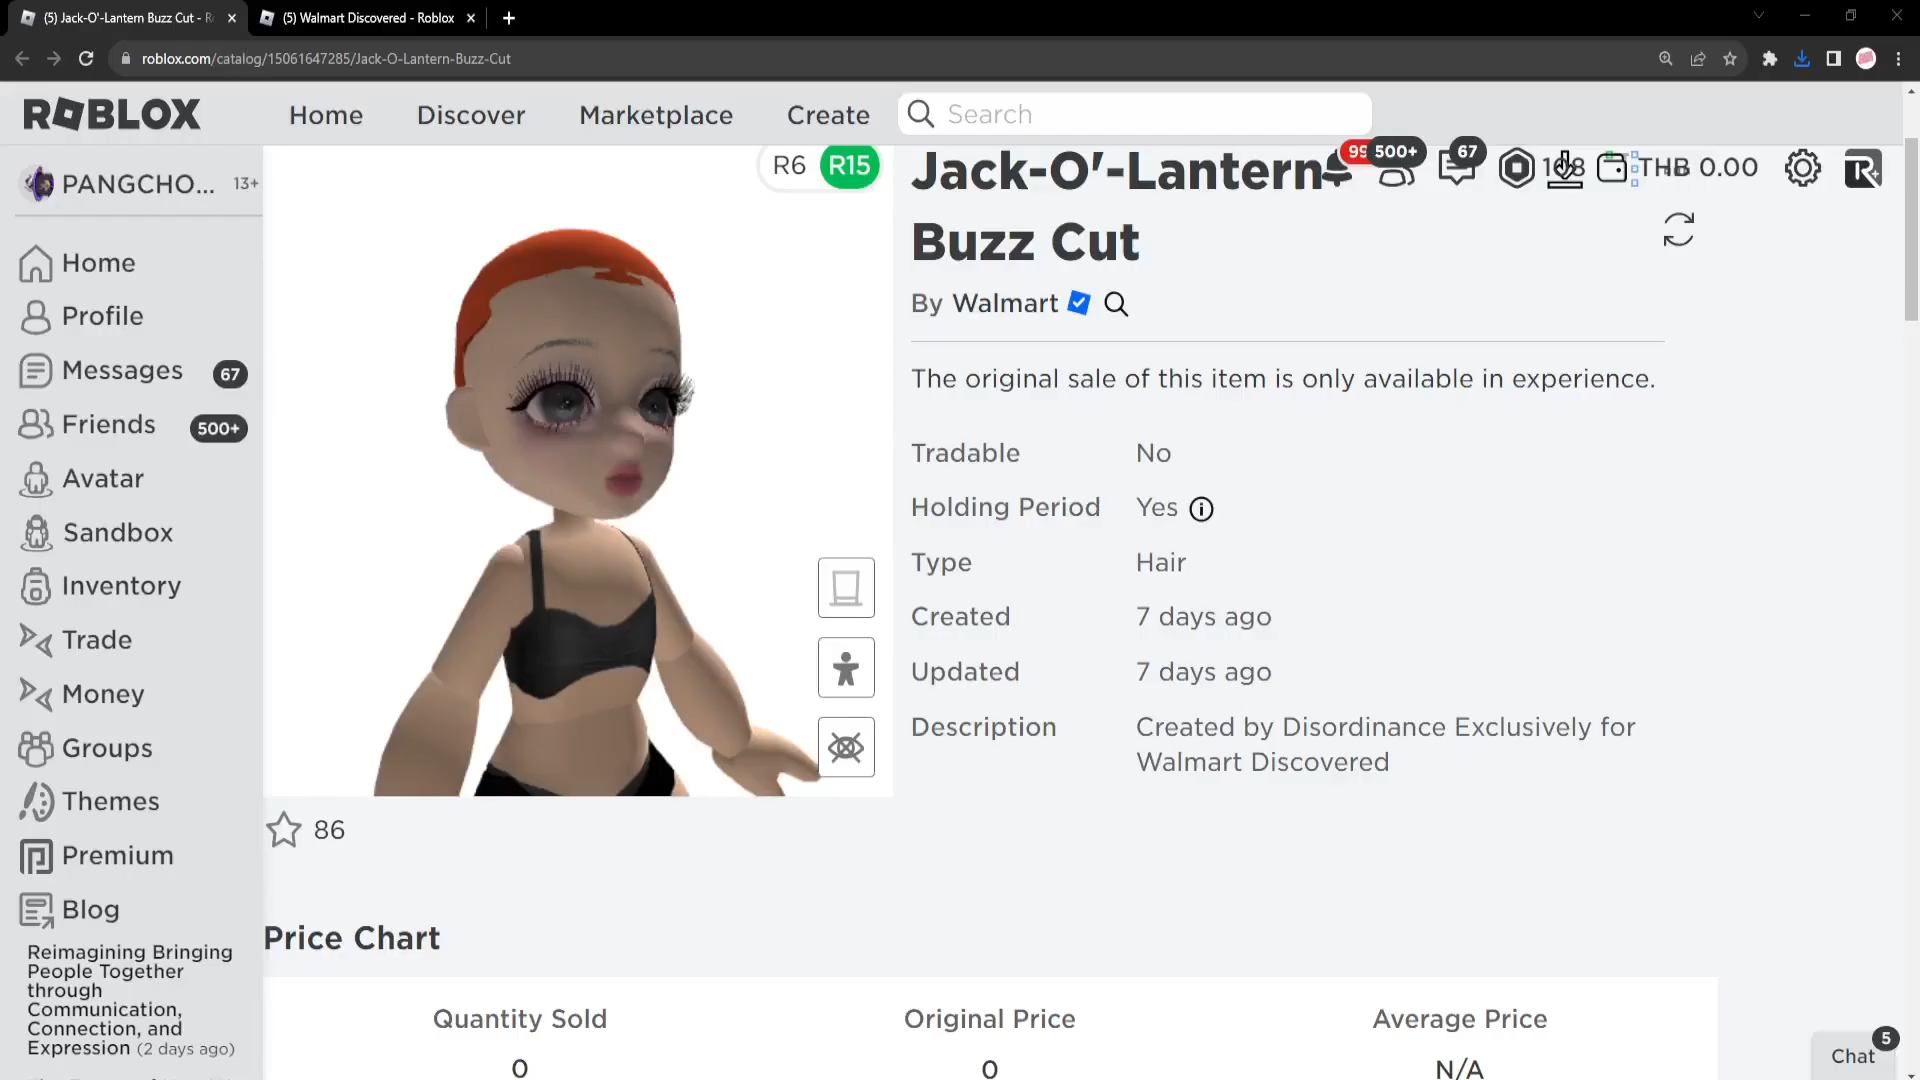 (5) Jack-O'-Lantern Buzz Cut - R
(5) Walmart Discovered - Roblox
roblox.com/catalog/15061647285/Jack-O-Lantern-Buzz-Cut
ROBLOX
Home
Discover
Marketplace
Create
Search
PANGCHO...
13+
Home
Profile
Messages
67
Friends
500+
Avatar
Sandbox
Inventory
Trade
Money
Groups
Themes
Premium
Blog
Reimagining Bringing
People Together
through
Communication,
Connection, and
Expression (2 days ago)
R6
R15
Jack-O'-Lantern
Buzz Cut
99
500+
67
THB 0.00
By Walmart
The original sale of this item is only available in experience.
Tradable No
Holding Period Yes
Type Hair
Created 7 days ago
Updated 7 days ago
Description Created by Disordinance Exclusively for
Walmart Discovered
86
Price Chart
Quantity Sold
0
Original Price
0
Average Price
N/A
Chat
5